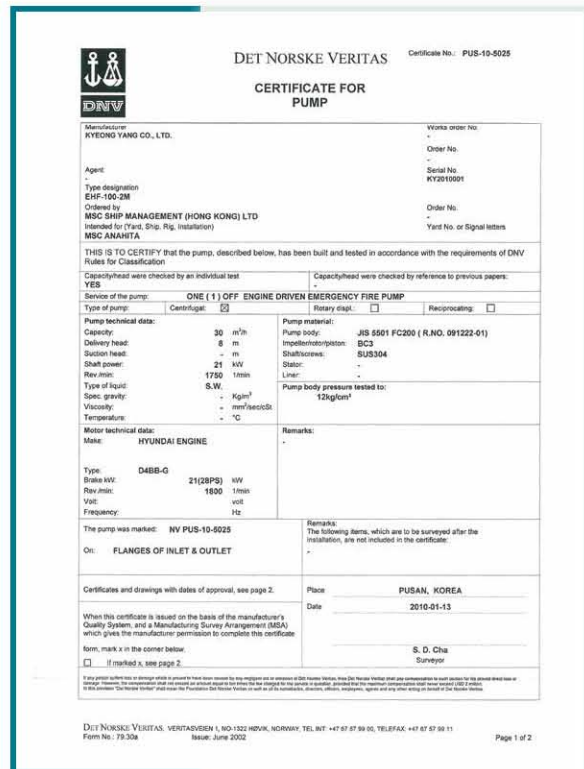 DET NORSKE VERITAS
Certificate No.: PUS-10-5025
DNV
CERTIFICATE FOR
PUMP
Manufacturer
KYEONG YANG CO., LTD.
Works order No.
-
Order No.
-
Agent:
-
Serial No.
KY2010001
Type designation
EHF-100-2M
Ordered by
MSC SHIP MANAGEMENT (HONG KONG) LTD
Order No.
-
Intended for (Yard, Ship. Rig, Installation)
MSC ANAHITA
Yard No. or Signal letters
THIS IS TO CERTIFY that the pump, described below, has been built and tested in accordance with the requirements of DNV
Rules for Classification
Capacity/head were checked by an individual test
YES
Capacity/head were checked by reference to previous papers:
-
Service of the pump: ONE ( 1 ) OFF ENGINE DRIVEN EMERGENCY FIRE PUMP
Type of pump: Centrifugal: ☒ Rotary displ.: ☐ Reciprocating: ☐
Pump technical data:
Capacity: 30 m³/h
Delivery head: 8 m
Suction head: - m
Shaft power: 21 kW
Rev./min: 1750 1/min
Type of liquid: S.W.
Spec. gravity: - Kg/m³
Viscosity: - mm²/sec/cSt.
Temperature: - °C
Pump material:
Pump body: JIS 5501 FC200 ( R.NO. 091222-01)
Impeller/rotor/piston: BC3
Shaft/screws: SUS304
Stator: -
Liner: -
Pump body pressure tested to:
12kg/cm²
Motor technical data:
Make: HYUNDAI ENGINE
Type: D4BB-G
Brake kW: 21(28PS) kW
Rev./min: 1800 1/min
Volt: volt
Frequency: Hz
Remarks:
-
The pump was marked: NV PUS-10-5025
On: FLANGES OF INLET & OUTLET
Remarks:
The following items, which are to be surveyed after the
installation, are not included in the certificate:
-
Certificates and drawings with dates of approval, see page 2.
When this certificate is issued on the basis of the manufacturer's
Quality System, and a Manufacturing Survey Arrangement (MSA)
which gives the manufacturer permission to complete this certificate
form, mark x in the corner below.
☐ If marked x, see page 2.
Place PUSAN, KOREA
Date 2010-01-13
S. D. Cha
Surveyor
DET NORSKE VERITAS, VERITASVEIEN 1, NO-1322 HØVIK, NORWAY, TEL INT: +47 67 57 99 00, TELEFAX: +47 67 57 99 11
Form No.: 79.30a Issue: June 2002 Page 1 of 2